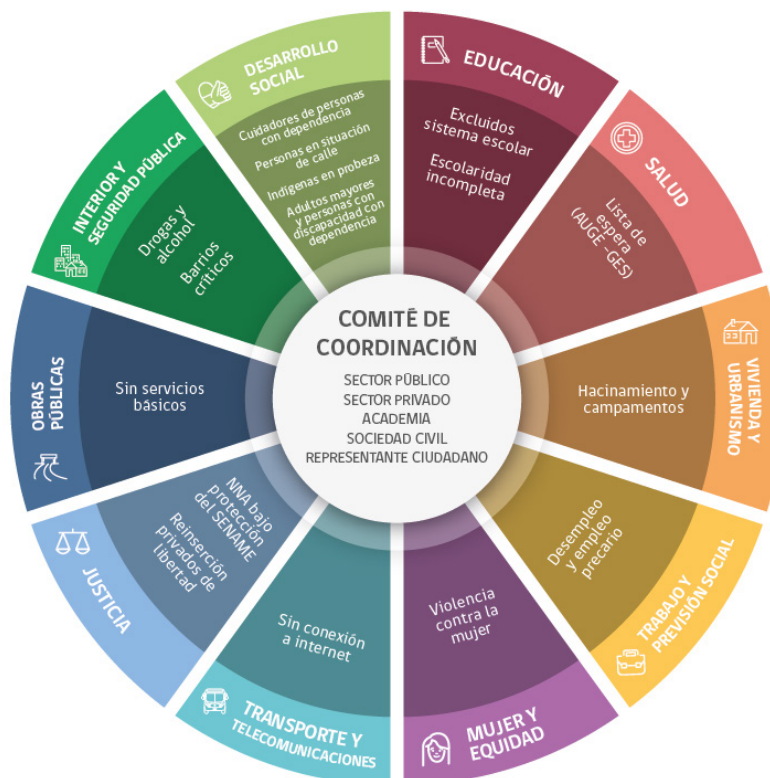 DESARROLLO
SOCIAL
Cuidadores de personas
con dependencia
Personas en situación
de calle
Indígenas en probeza
Adultos mayores
y personas con
discapacidad con
dependencia
EDUCACIÓN
Excluidos
sistema escolar
Escolaridad
incompleta
SALUD
Lista de
espera
(AUGE -GES)
VIVIENDA Y
URBANISMO
Hacinamiento y
campamentos
TRABAJO Y
PREVISIÓN SOCIAL
Desempleo
y empleo
precario
MUJER Y
EQUIDAD
Violencia
contra la
mujer
TRANSPORTE Y
TELECOMUNICACIONES
Sin conexión
a internet
JUSTICIA
NNA bajo
protección
del SENAME
Reinserción
privados de
libertad
OBRAS
PÚBLICAS
Sin servicios
básicos
INTERIOR Y
SEGURIDAD PÚBLICA
Drogas y
alcohol
Barrios
críticos
COMITÉ DE
COORDINACIÓN
SECTOR PÚBLICO
SECTOR PRIVADO
ACADEMIA
SOCIEDAD CIVIL
REPRESENTANTE CIUDADANO